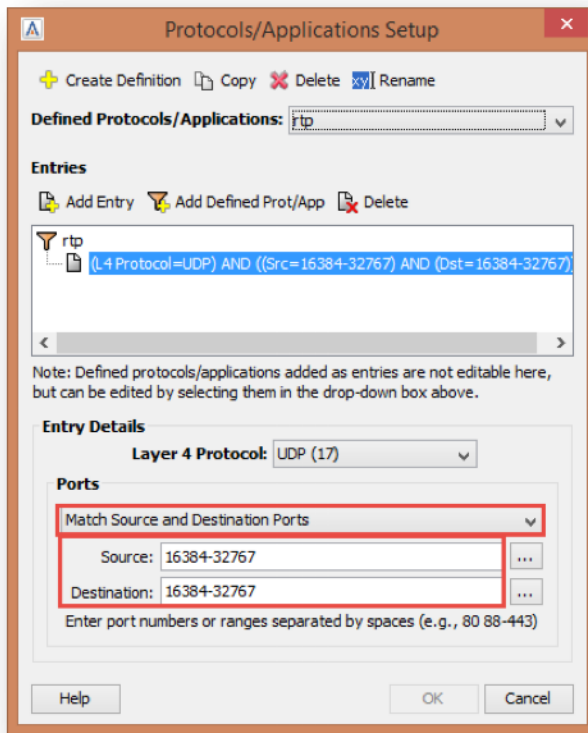 Protocols/Applications Setup
Create Definition Copy Delete xy Rename
Defined Protocols/Applications: rtp
Entries
Add Entry Add Defined Prot/App Delete
rtp
(L4 Protocol=UDP) AND ((Src=16384-32767) AND (Dst=16384-32767))
Note: Defined protocols/applications added as entries are not editable here,
but can be edited by selecting them in the drop-down box above.
Entry Details
Layer 4 Protocol: UDP (17)
Ports
Match Source and Destination Ports
Source: 16384-32767 ...
Destination: 16384-32767 ...
Enter port numbers or ranges separated by spaces (e.g., 80 88-443)
Help OK Cancel